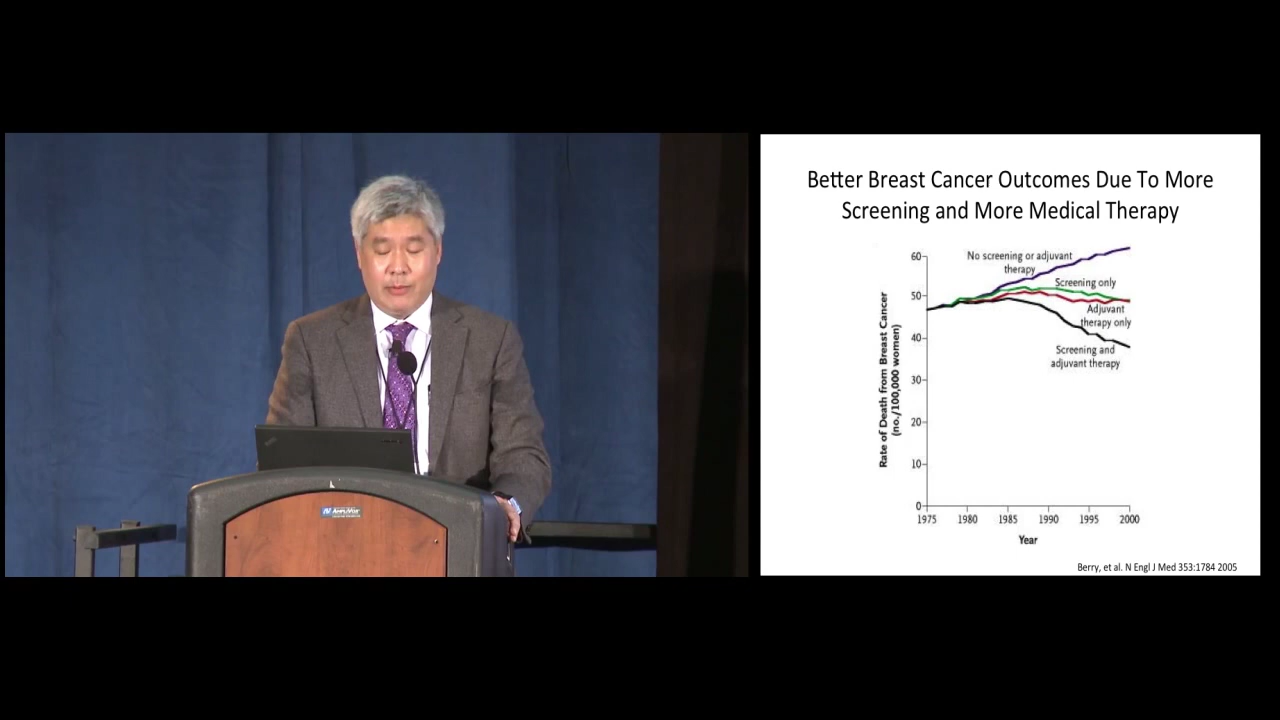 Better Breast Cancer Outcomes Due To More
Screening and More Medical Therapy
Rate of Death from Breast Cancer
(no./100,000 women)
60
50
40
30
20
10
0
No screening or adjuvant
therapy
Screening only
Adjuvant
therapy only
Screening and
adjuvant therapy
1975 1980 1985 1990 1995 2000
Year
Berry, et al. N Engl J Med 353:1784 2005